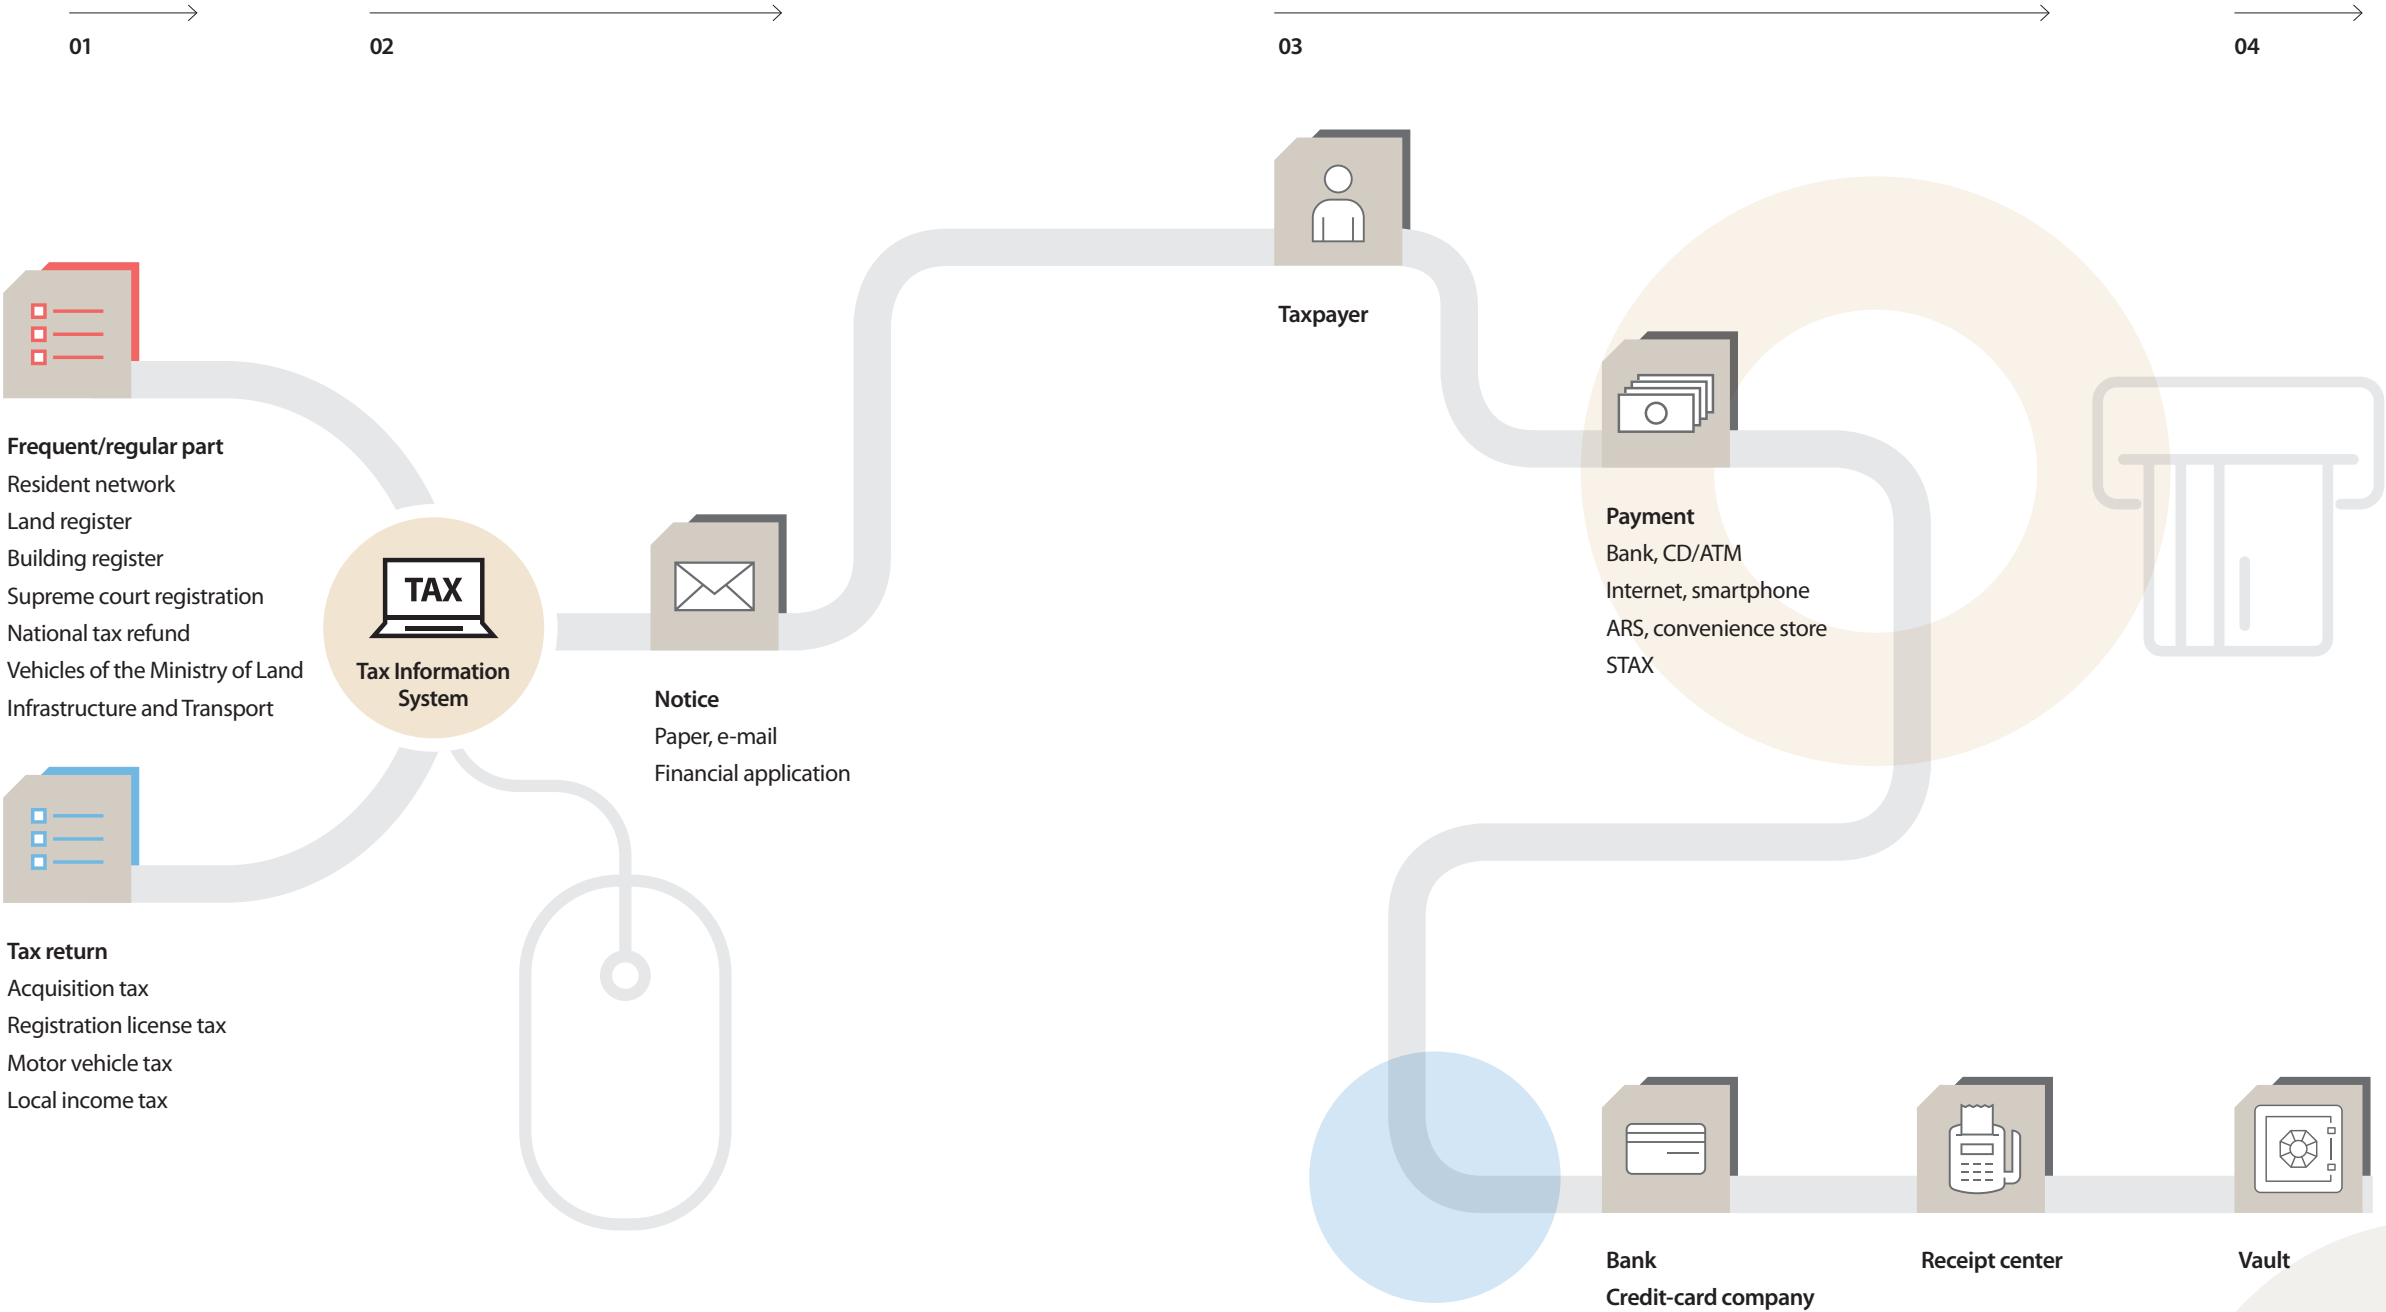 01
02
03
04
Frequent/regular part
Resident network
Land register
Building register
Supreme court registration
National tax refund
Vehicles of the Ministry of Land
Infrastructure and Transport
Tax return
Acquisition tax
Registration license tax
Motor vehicle tax
Local income tax
TAX
Tax Information
System
Notice
Paper, e-mail
Financial application
Taxpayer
Payment
Bank, CD/ATM
Internet, smartphone
ARS, convenience store
STAX
Bank
Credit-card company
Receipt center
Vault